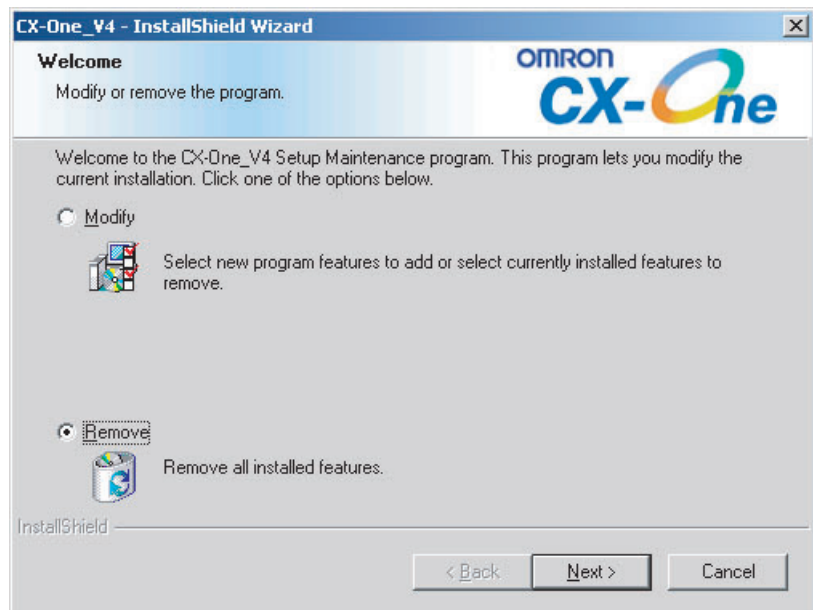 CX-One_V4 - InstallShield Wizard
Welcome
Modify or remove the program.
OMRON
CX-One
Welcome to the CX-One_V4 Setup Maintenance program. This program lets you modify the
current installation. Click one of the options below.
Modify
Select new program features to add or select currently installed features to
remove.
Remove
Remove all installed features.
InstallShield
< Back
Next >
Cancel